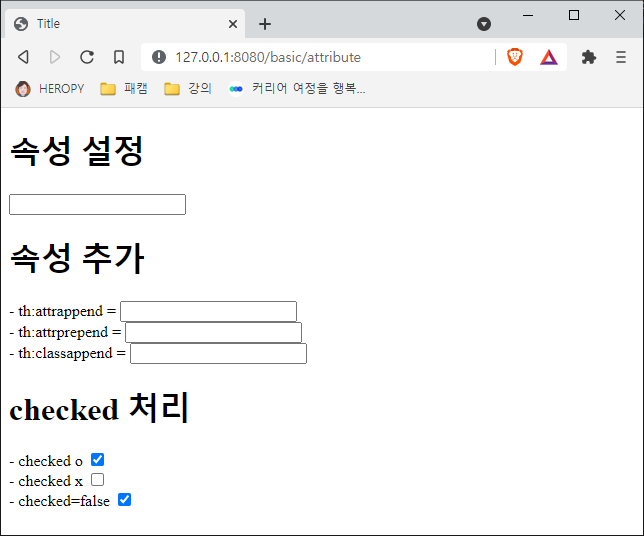 Title
127.0.0.1:8080/basic/attribute
HEROPY 패캠 강의 커리어 여정을 행복...
속성 설정
속성 추가
- th:attrappend =
- th:attrprepend =
- th:classappend =
checked 처리
- checked o
- checked x
- checked=false